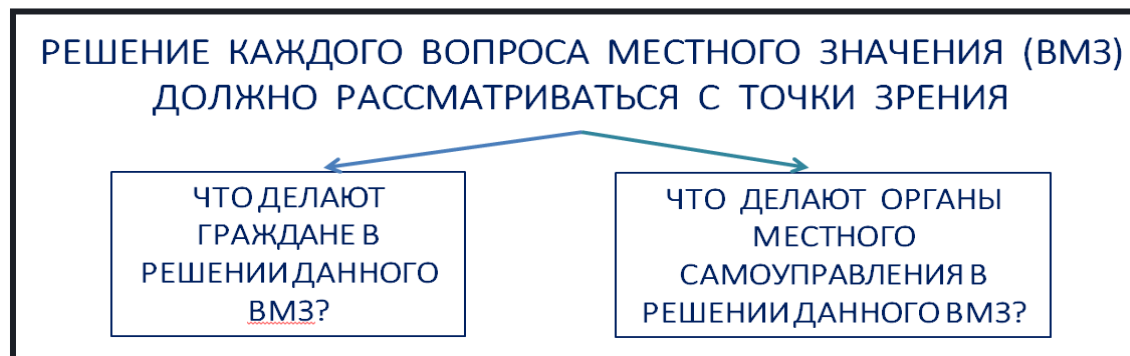 РЕШЕНИЕ КАЖДОГО ВОПРОСА МЕСТНОГО ЗНАЧЕНИЯ (ВМЗ)
ДОЛЖНО РАССМАТРИВАТЬСЯ С ТОЧКИ ЗРЕНИЯ
ЧТО ДЕЛАЮТ
ГРАЖДАНЕ В
РЕШЕНИИ ДАННОГО
ВМЗ?
ЧТО ДЕЛАЮТ ОРГАНЫ
МЕСТНОГО
САМОУПРАВЛЕНИЯ В
РЕШЕНИИ ДАННОГО ВМЗ?